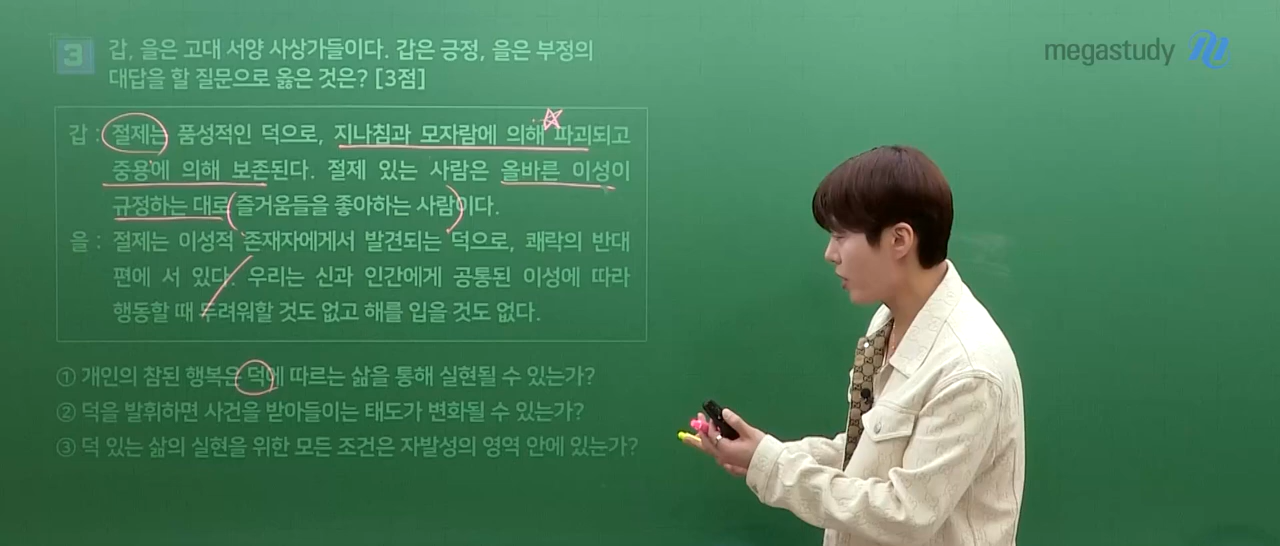 megastudy
3 갑, 을은 고대 서양 사상가들이다. 갑은 긍정, 을은 부정의
대답을 할 질문으로 옳은 것은? [3점]
갑 : 절제는 품성적인 덕으로, 지나침과 모자람에 의해 파괴되고
중용에 의해 보존된다. 절제 있는 사람은 올바른 이성이
규정하는 대로 즐거움들을 좋아하는 사람이다.
을 : 절제는 이성적 존재자에게서 발견되는 덕으로, 쾌락의 반대
편에 서 있다. 우리는 신과 인간에게 공통된 이성에 따라
행동할 때 두려워할 것도 없고 해를 입을 것도 없다.
① 개인의 참된 행복은 덕에 따르는 삶을 통해 실현될 수 있는가?
② 덕을 발휘하면 사건을 받아들이는 태도가 변화될 수 있는가?
③ 덕 있는 삶의 실현을 위한 모든 조건은 자발성의 영역 안에 있는가?